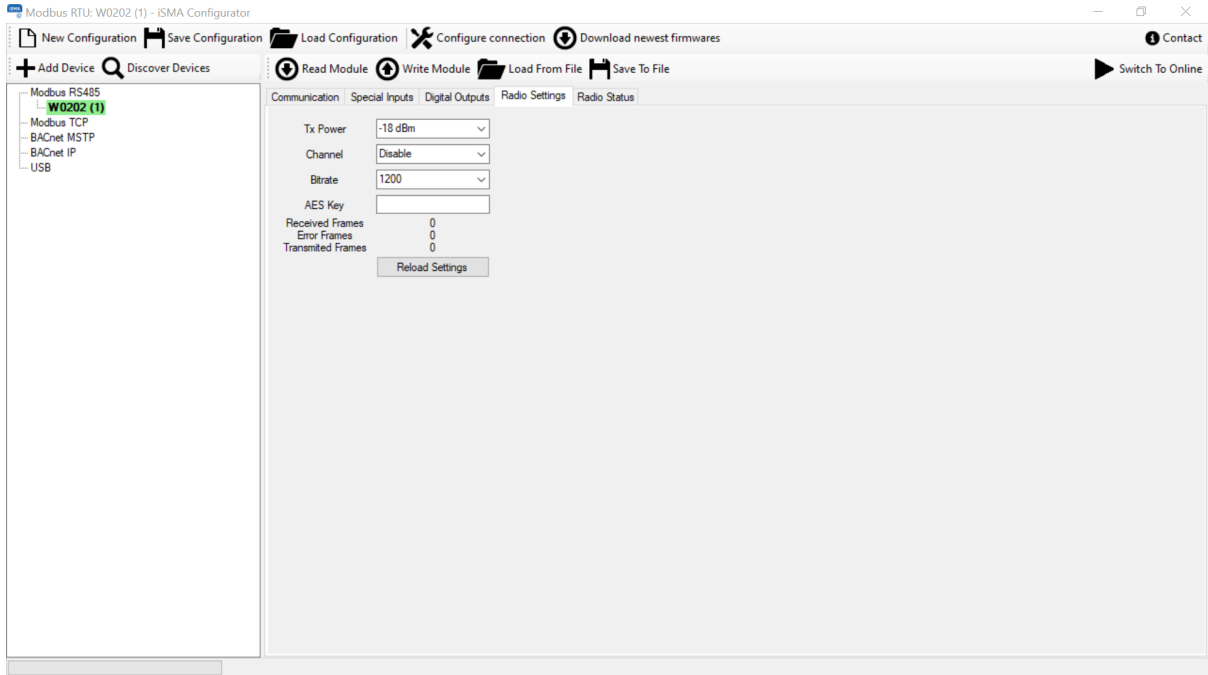 Modbus RTU: W0202 (1) - iSMA Configurator
New Configuration Save Configuration Load Configuration Configure connection Download newest firmwares Contact
Add Device Discover Devices Read Module Write Module Load From File Save To File Switch To Online
Modbus RS485
W0202 (1)
Modbus TCP
BACnet MSTP
BACnet IP
USB
Communication Special Inputs Digital Outputs Radio Settings Radio Status
Tx Power -18 dBm
Channel Disable
Bitrate 1200
AES Key
Received Frames 0
Error Frames 0
Transmited Frames 0
Reload Settings